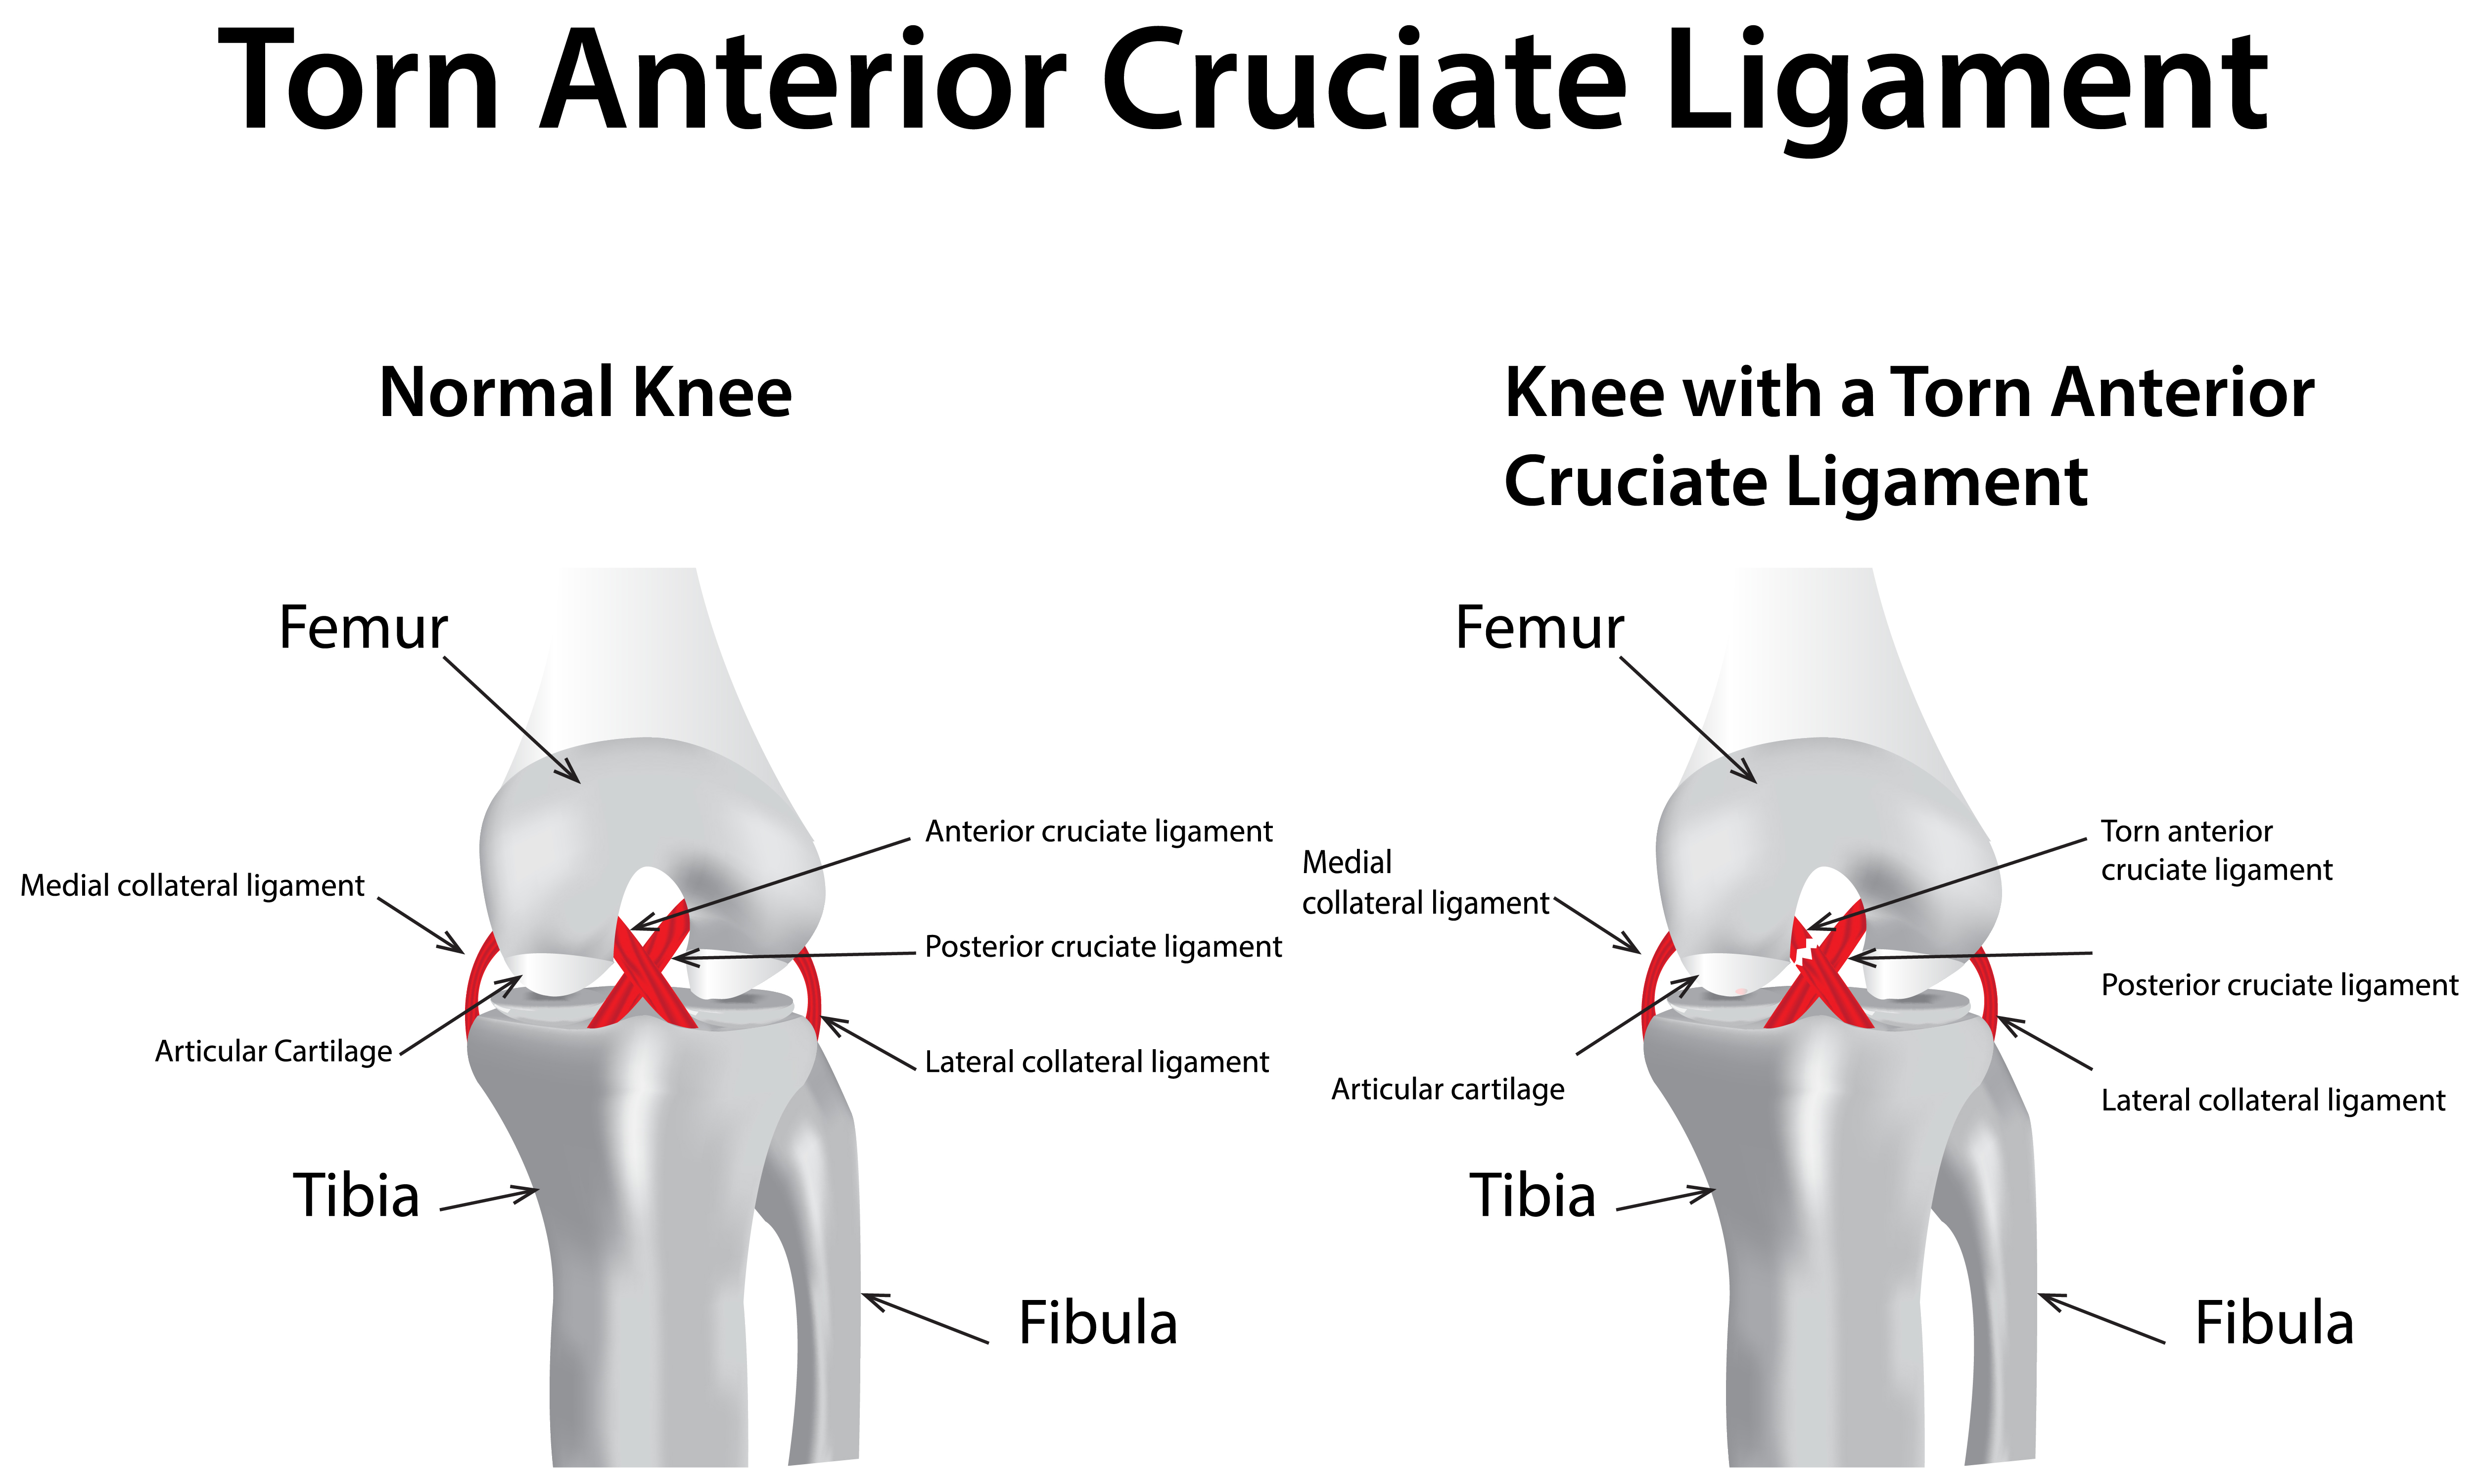 Torn Anterior Cruciate Ligament
Normal Knee
Femur
Anterior cruciate ligament
Medial collateral ligament
Posterior cruciate ligament
Articular Cartilage
Lateral collateral ligament
Tibia
Fibula
Knee with a Torn Anterior
Cruciate Ligament
Femur
Torn anterior
cruciate ligament
Medial
collateral ligament
Posterior cruciate ligament
Articular cartilage
Lateral collateral ligament
Tibia
Fibula